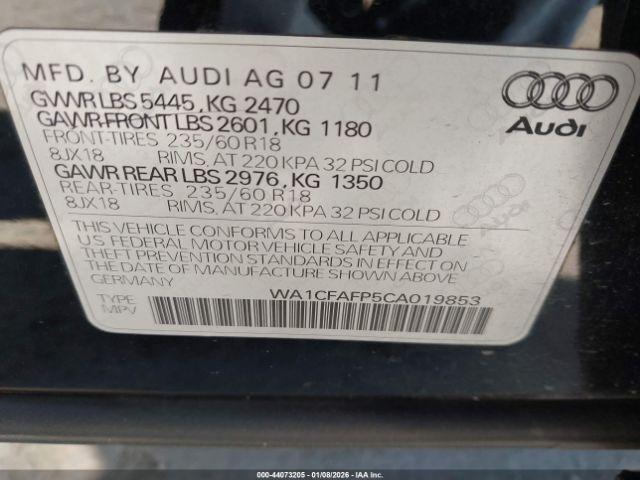 MFD. BY AUDI AG 07 11
GVWR LBS 5445, KG 2470
GAWR-FRONT LBS 2601, KG 1180
FRONT-TIRES 235/60 R18
8JX18 RIMS, AT 220 KPA 32 PSI COLD
GAWR REAR LBS 2976, KG 1350
REAR-TIRES 235/60 R18
8JX18 RIMS, AT 220 KPA 32 PSI COLD
THIS VEHICLE CONFORMS TO ALL APPLICABLE
U.S FEDERAL MOTOR VEHICLE SAFETY AND
THEFT PREVENTION STANDARDS IN EFFECT ON
THE DATE OF MANUFACTURE SHOWN ABOVE
GERMANY
WA1CFAFP5CA019853
TYPE
MPV
Audi
Audi
000-44073205 - 01/08/2026 - IAA Inc.